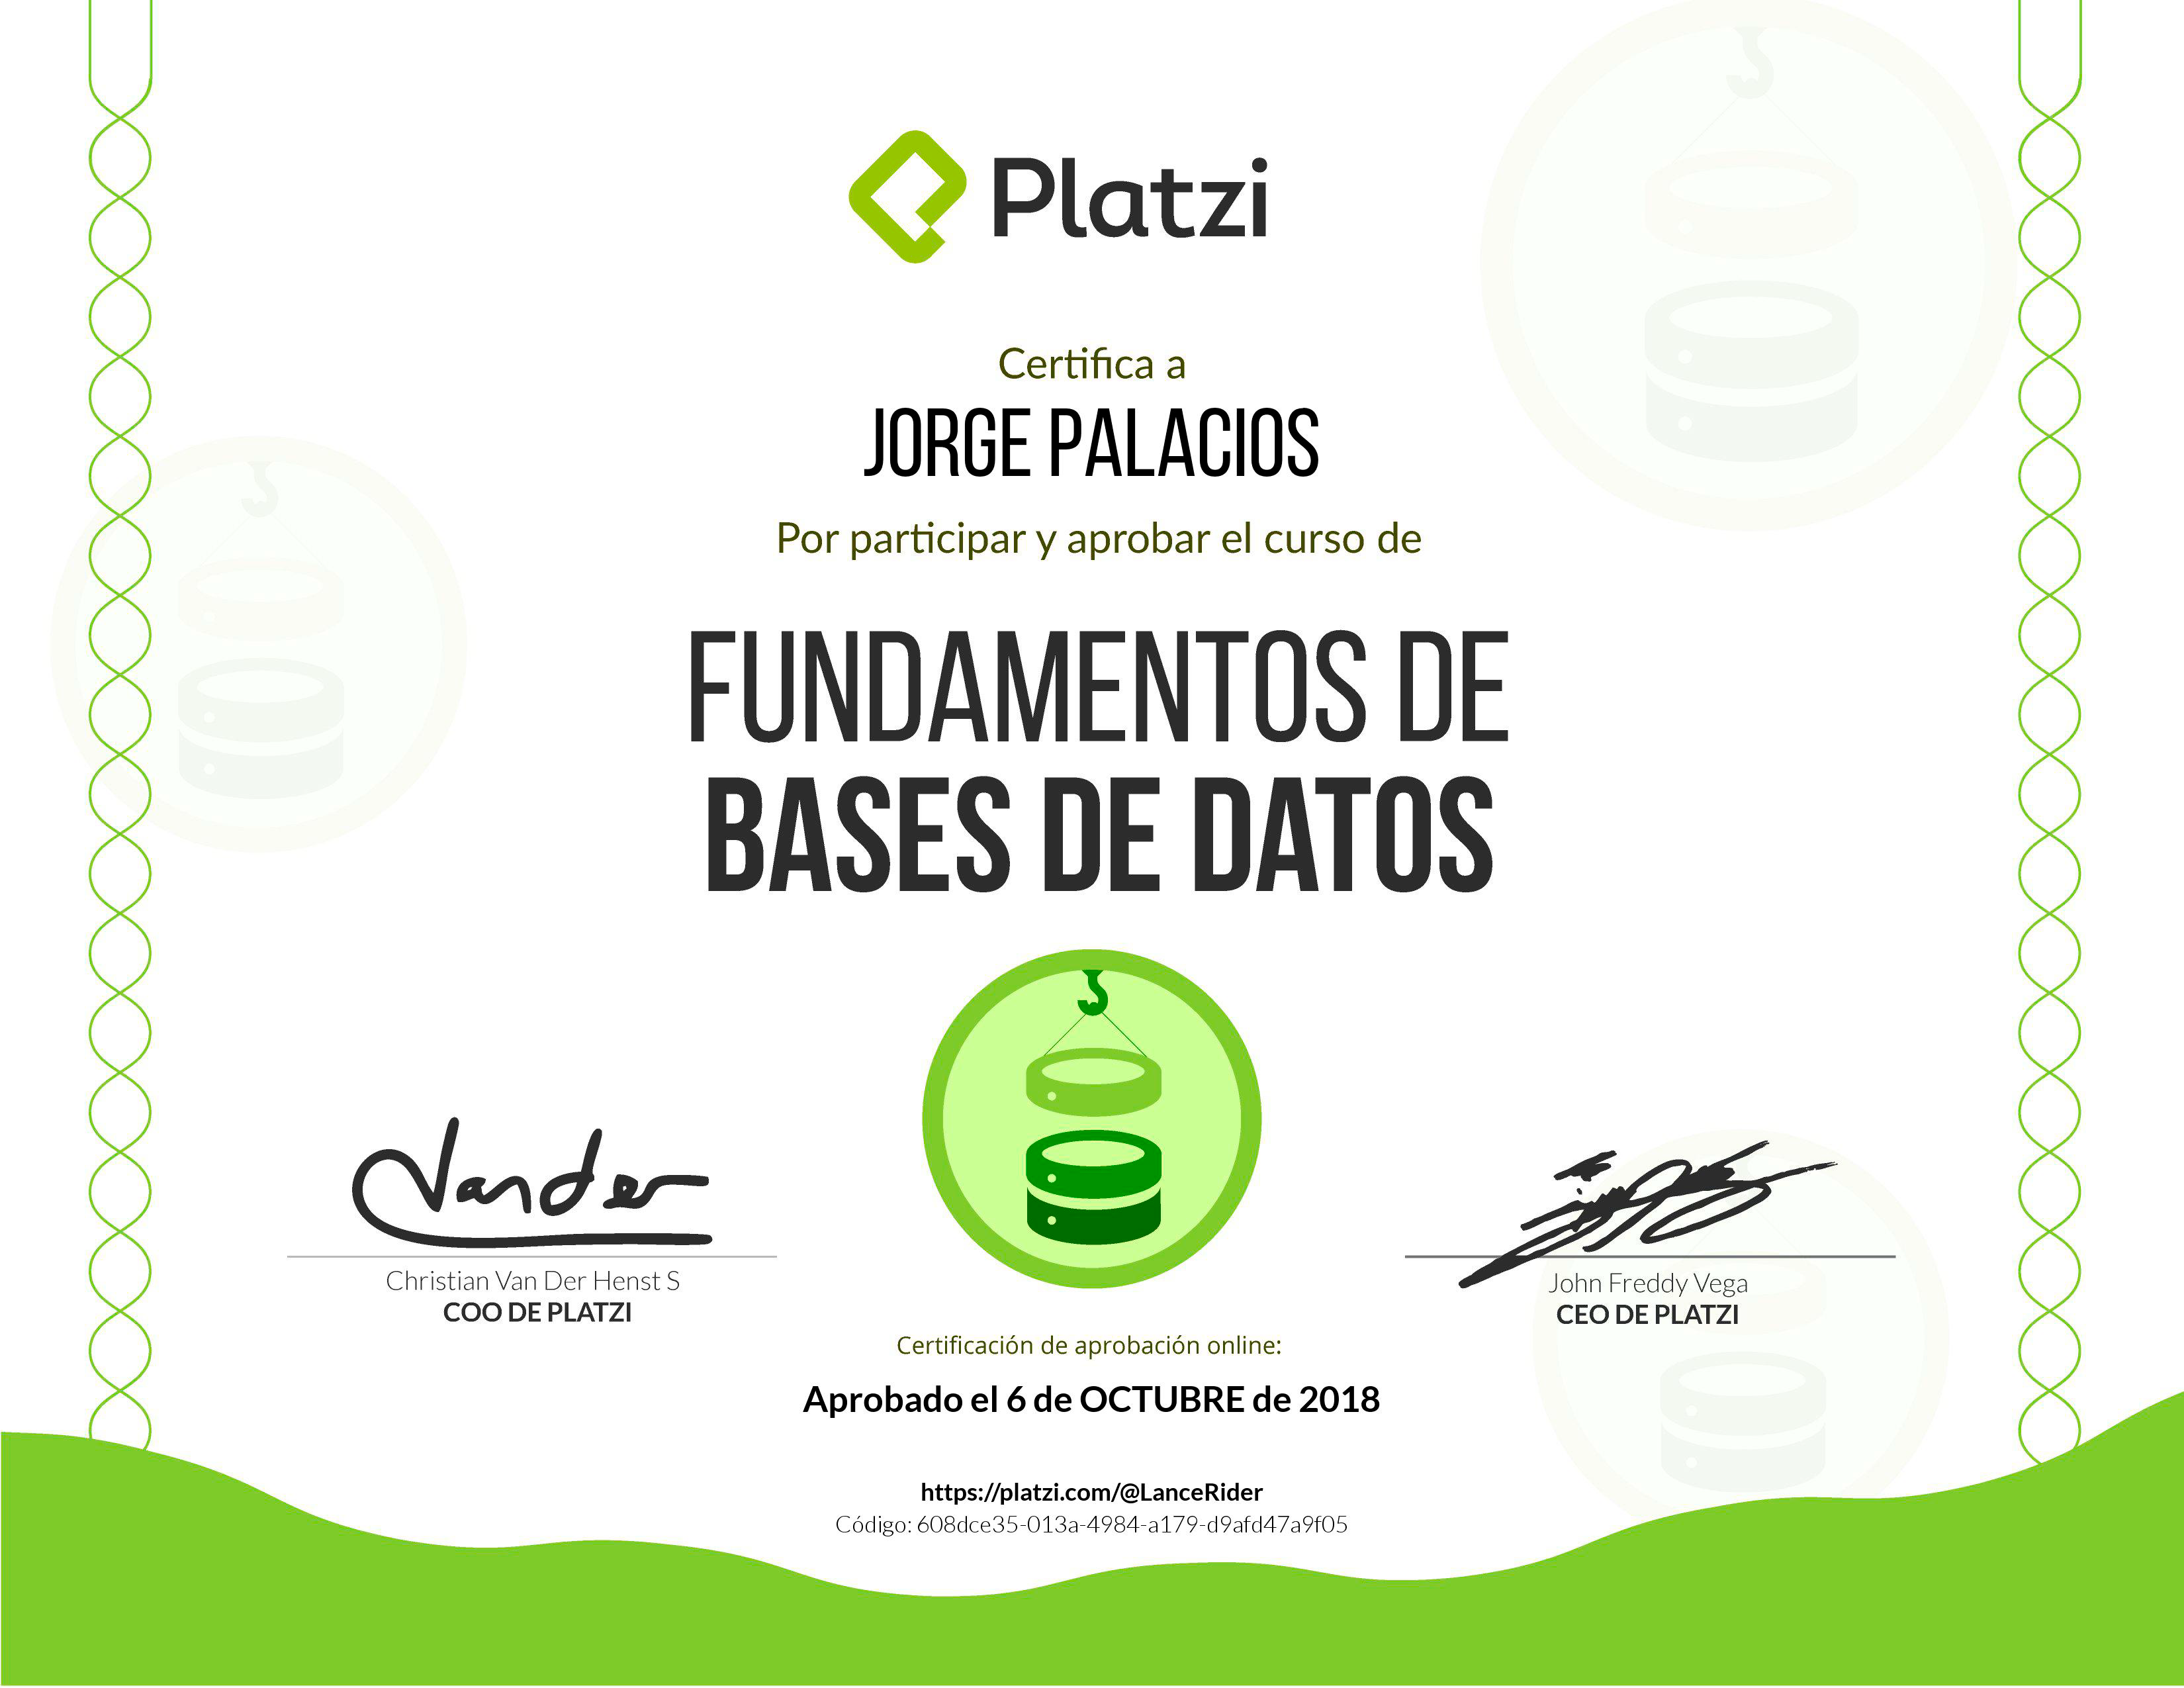 Platzi
Certifica a
JORGE PALACIOS
Por participar y aprobar el curso de
FUNDAMENTOS DE
BASES DE DATOS
Vander
Christian Van Der Henst S
COO DE PLATZI
John Freddy Vega
CEO DE PLATZI
Certificación de aprobación online:
Aprobado el 6 de OCTUBRE de 2018
https://platzi.com/@LanceRider
Código: 608dce35-013a-4984-a179-d9afd47a9f05